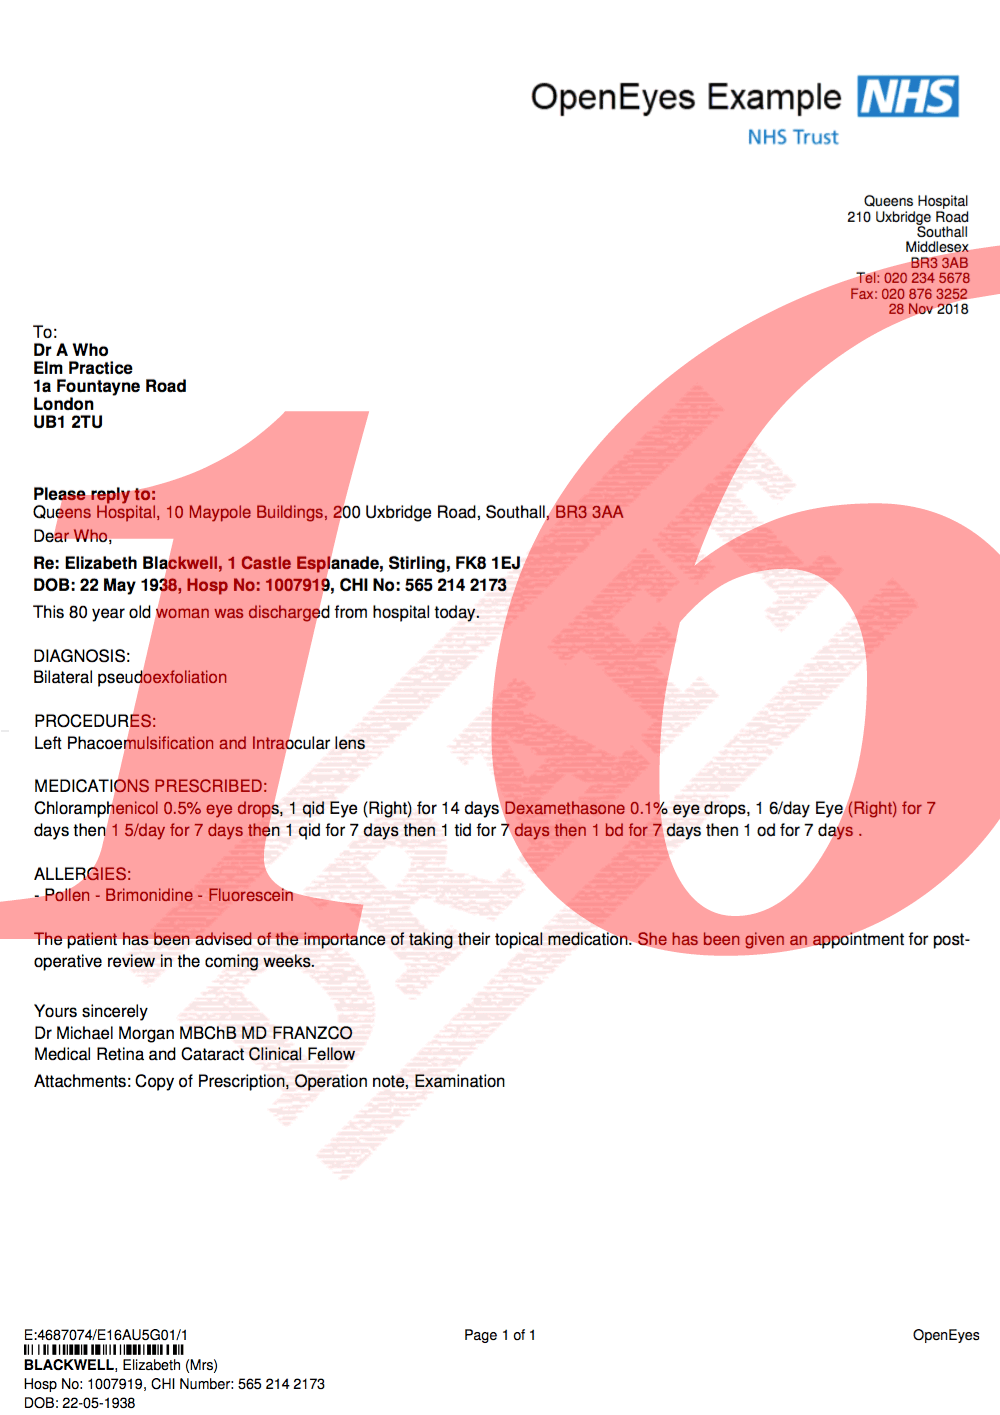 OpenEyes Example NHS
NHS Trust
Queens Hospital
210 Uxbridge Road
Southall
Middlesex
BR3 3AB
Tel: 020 234 5678
Fax: 020 876 3252
28 Nov 2018
To:
Dr A Who
Elm Practice
1a Fountayne Road
London
UB1 2TU
Please reply to:
Queens Hospital, 10 Maypole Buildings, 200 Uxbridge Road, Southall, BR3 3AA
Dear Who,
Re: Elizabeth Blackwell, 1 Castle Esplanade, Stirling, FK8 1EJ
DOB: 22 May 1938, Hosp No: 1007919, CHI No: 565 214 2173
This 80 year old woman was discharged from hospital today.
DIAGNOSIS:
Bilateral pseudoexfoliation
PROCEDURES:
Left Phacoemulsification and Intraocular lens
MEDICATIONS PRESCRIBED:
Chloramphenicol 0.5% eye drops, 1 qid Eye (Right) for 14 days Dexamethasone 0.1% eye drops, 1 6/day Eye (Right) for 7
days then 1 5/day for 7 days then 1 qid for 7 days then 1 tid for 7 days then 1 bd for 7 days then 1 od for 7 days .
ALLERGIES:
- Pollen - Brimonidine - Fluorescein
The patient has been advised of the importance of taking their topical medication. She has been given an appointment for post-
operative review in the coming weeks.
Yours sincerely
Dr Michael Morgan MBChB MD FRANZCO
Medical Retina and Cataract Clinical Fellow
Attachments: Copy of Prescription, Operation note, Examination
DRAFT
16
E:4687074/E16AU5G01/1
Page 1 of 1
OpenEyes
BLACKWELL, Elizabeth (Mrs)
Hosp No: 1007919, CHI Number: 565 214 2173
DOB: 22-05-1938